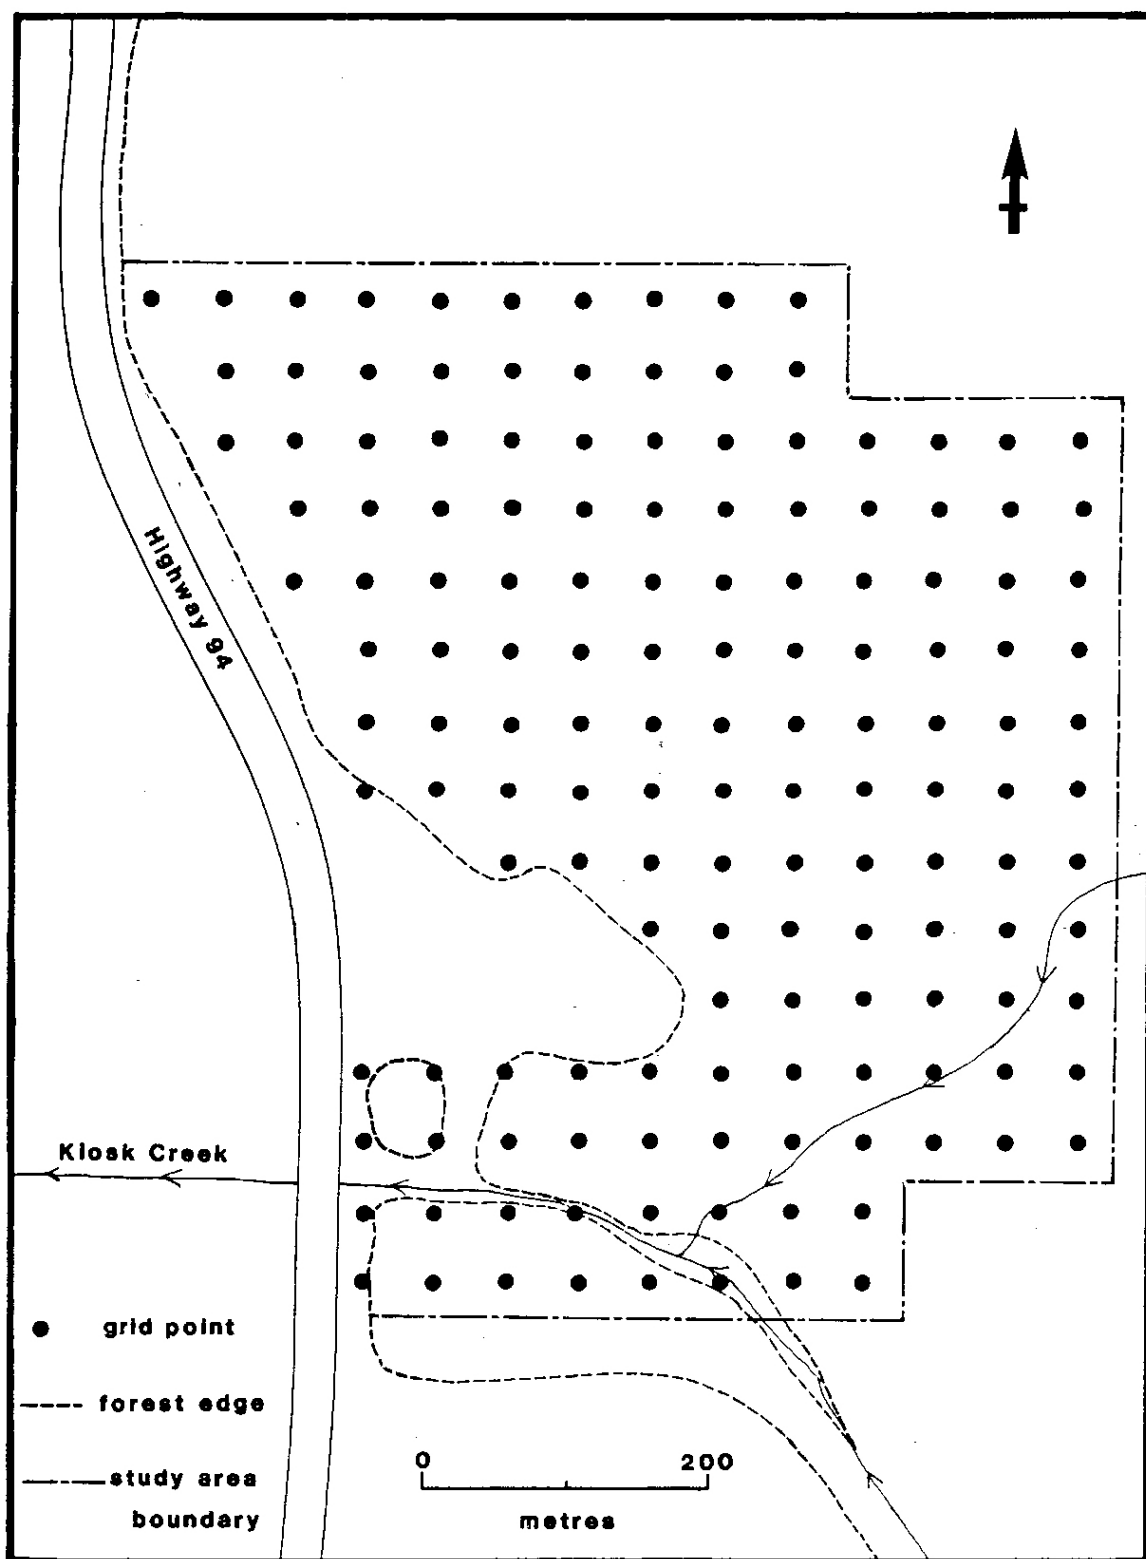 Highway 94
Kiosk Creek
grid point
forest edge
study area
boundary
0 200
metres